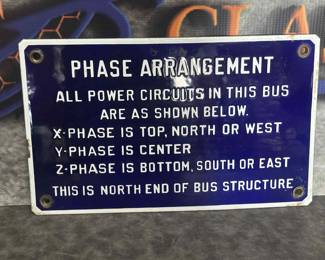 PHASE ARRANGEMENT
ALL POWER CIRCUITS IN THIS BUS
ARE AS SHOWN BELOW.
X-PHASE IS TOP, NORTH OR WEST
Y-PHASE IS CENTER
Z-PHASE IS BOTTOM, SOUTH OR EAST
THIS IS NORTH END OF BUS STRUCTURE